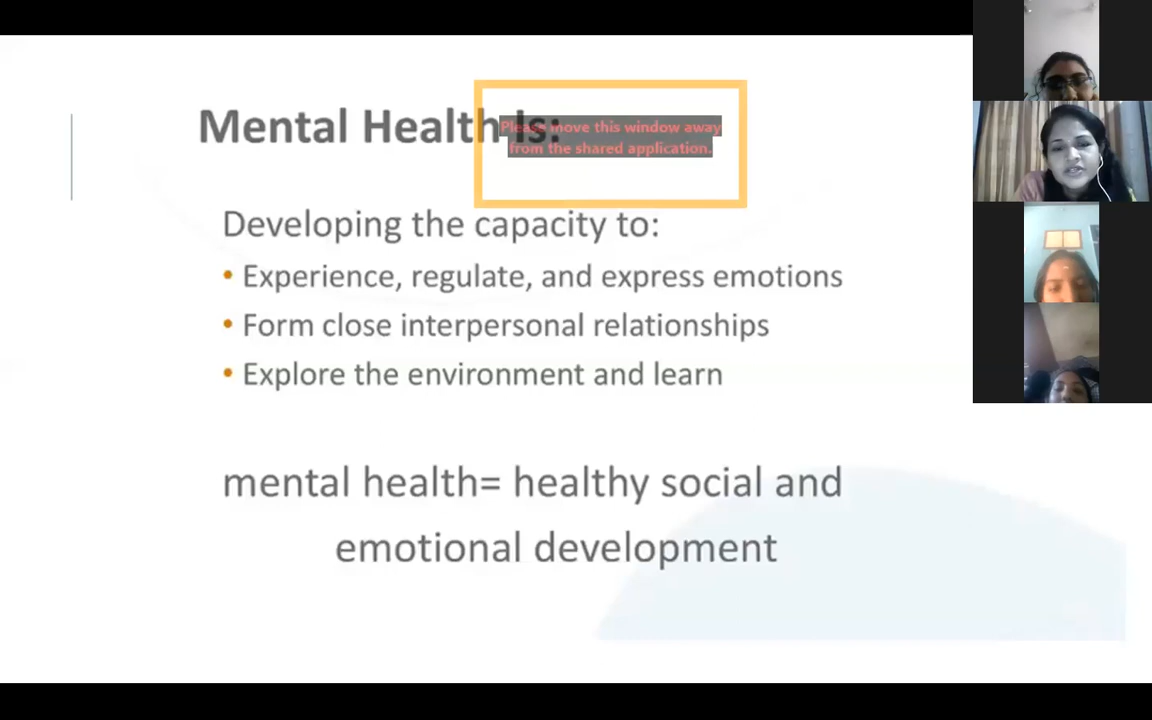 Mental Health Is:
Please move this window away
from the shared application.
Developing the capacity to:
• Experience, regulate, and express emotions
• Form close interpersonal relationships
• Explore the environment and learn
mental health= healthy social and
emotional development